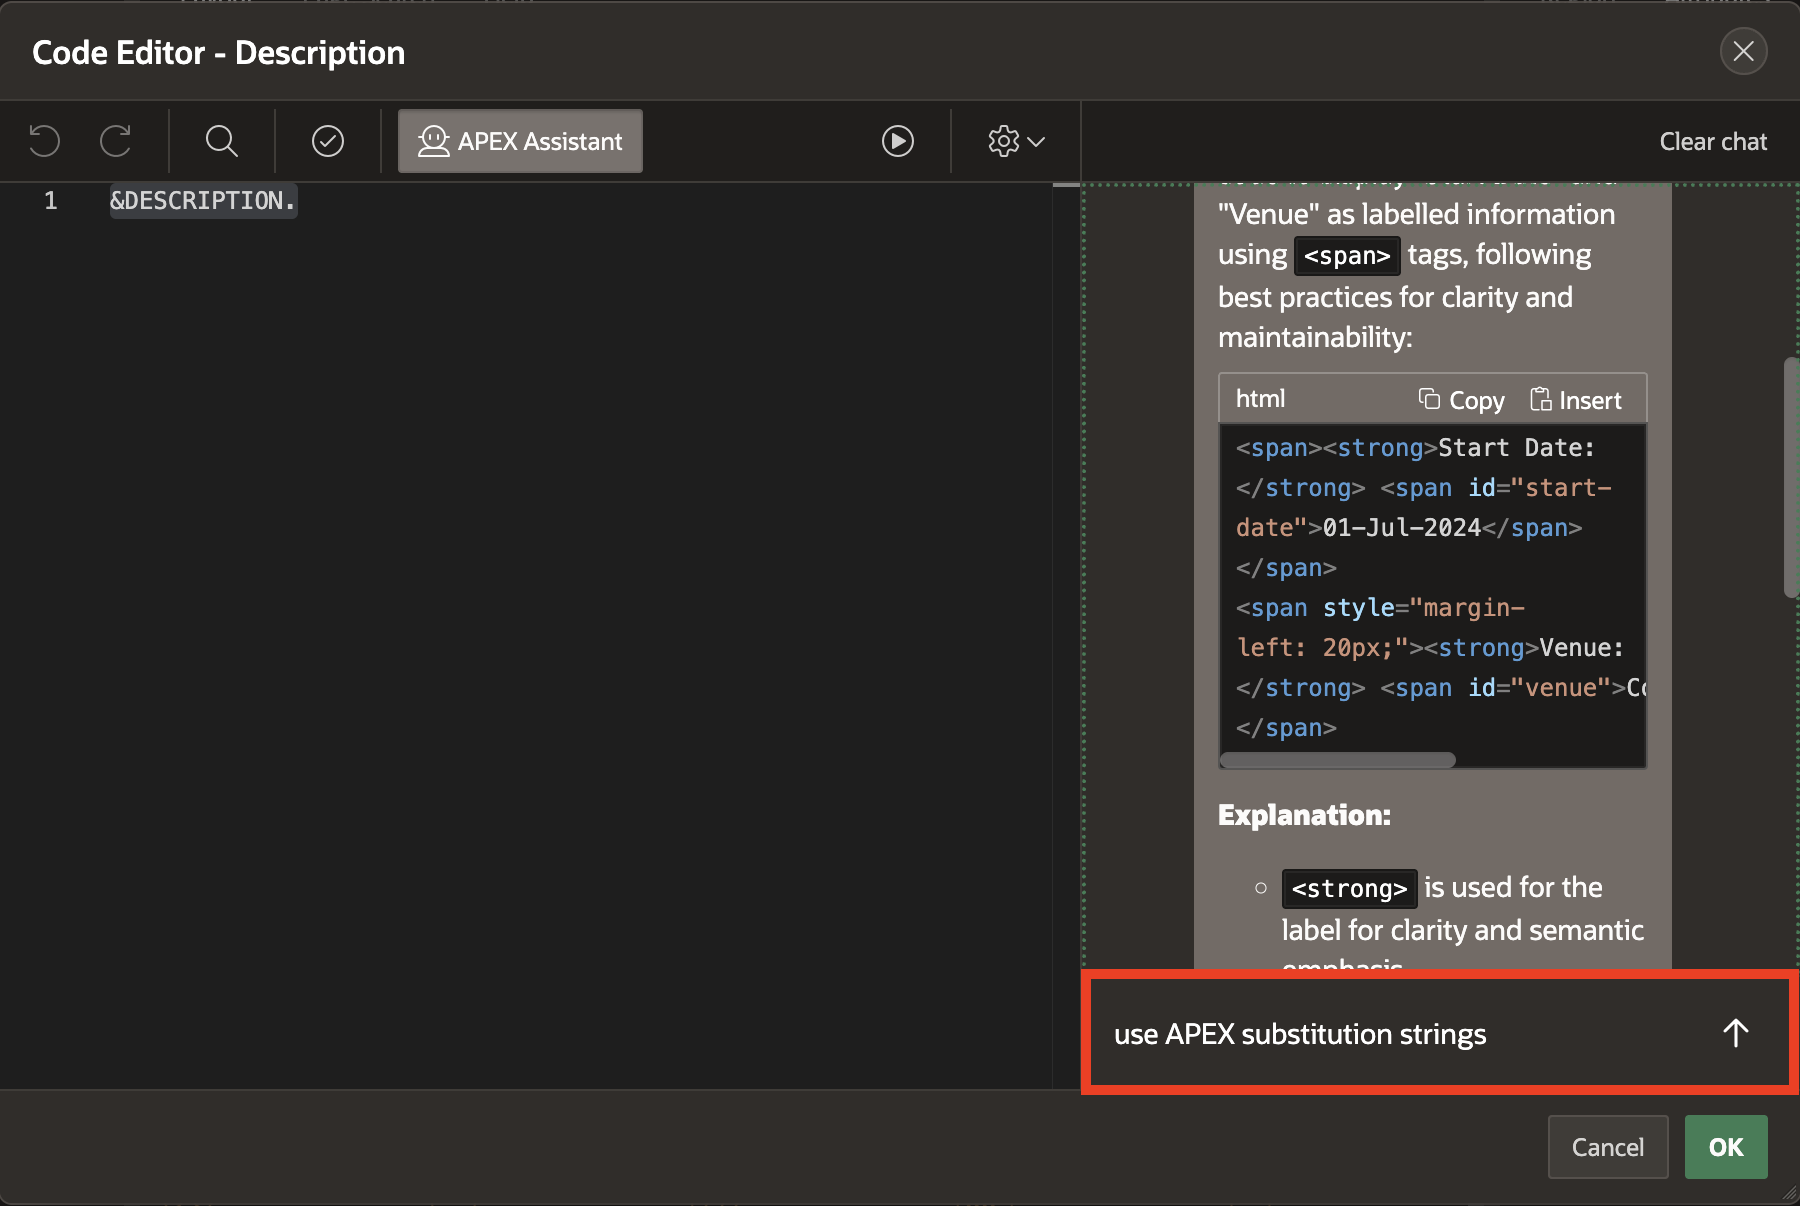 Code Editor - Description
APEX Assistant
Clear chat
1
&DESCRIPTION.
"Venue" as labelled information
using <span> tags, following
best practices for clarity and
maintainability:
html
Copy
Insert
<span><strong>Start Date:
</strong> <span id="start-
date">01-Jul-2024</span>
</span>
<span style="margin-
left: 20px;"><strong>Venue:
</strong> <span id="venue">Co
</span>
Explanation:
<strong> is used for the
label for clarity and semantic
emphasis
use APEX substitution strings
Cancel
OK